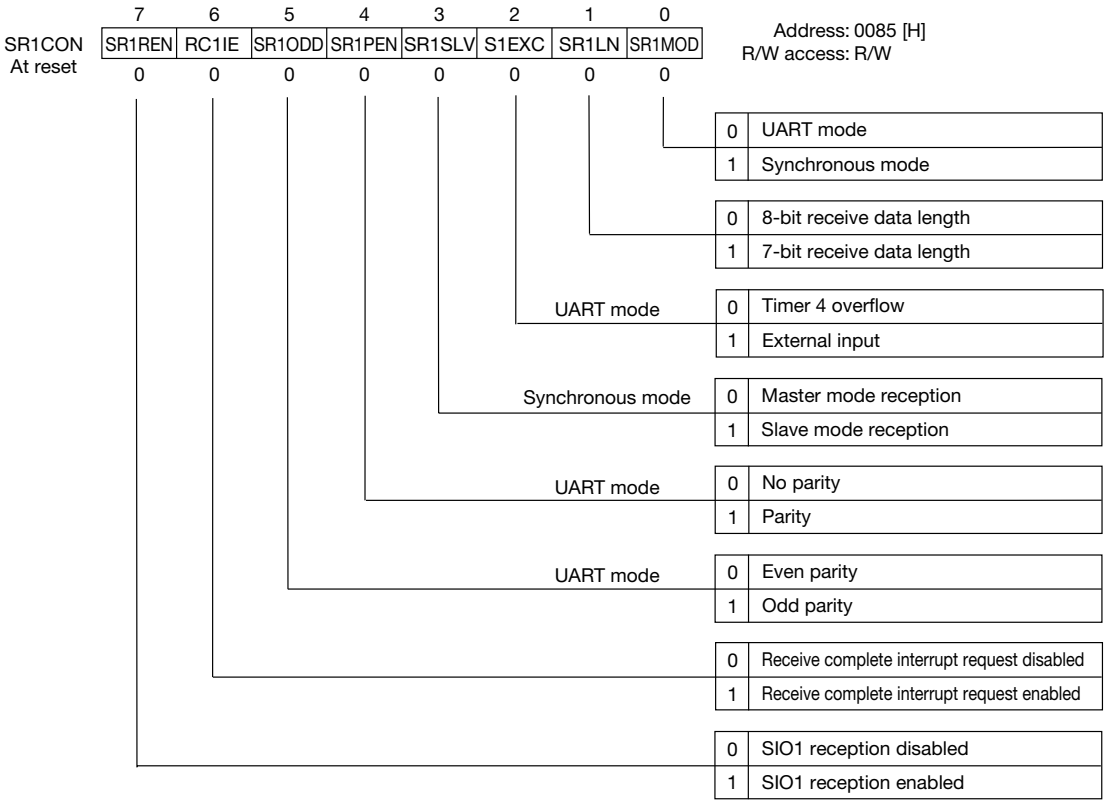 7 6 5 4 3 2 1 0
SR1CON SR1REN RC1IE SR1ODD SR1PEN SR1SLV S1EXC SR1LN SR1MOD
At reset 0 0 0 0 0 0 0 0
Address: 0085 [H]
R/W access: R/W
0 UART mode
1 Synchronous mode
0 8-bit receive data length
1 7-bit receive data length
UART mode 0 Timer 4 overflow
1 External input
Synchronous mode 0 Master mode reception
1 Slave mode reception
UART mode 0 No parity
1 Parity
UART mode 0 Even parity
1 Odd parity
0 Receive complete interrupt request disabled
1 Receive complete interrupt request enabled
0 SIO1 reception disabled
1 SIO1 reception enabled